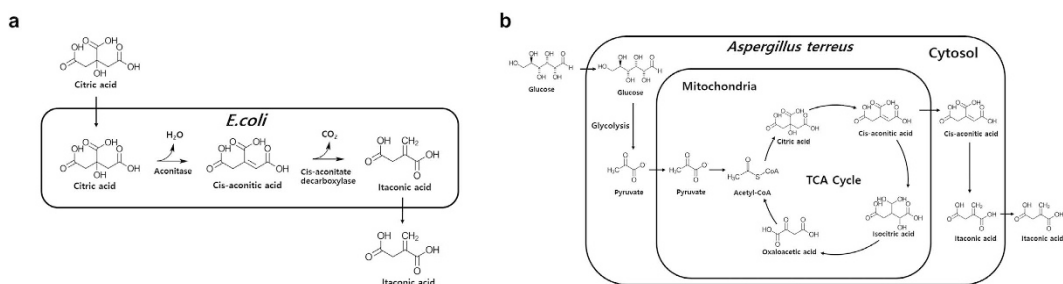 a
Citric acid
E.coli
H₂O
CO₂
Citric acid
Aconitase
Cis-aconitic acid
Cis-aconitate
decarboxylase
Itaconic acid
Itaconic acid
b
Aspergillus terreus
Cytosol
Glucose
Glucose
Mitochondria
Glycolysis
Citric acid
Cis-aconitic acid
Cis-aconitic acid
Pyruvate
Pyruvate
Acetyl-CoA
TCA Cycle
Oxaloacetic acid
Isocitric acid
Itaconic acid
Itaconic acid